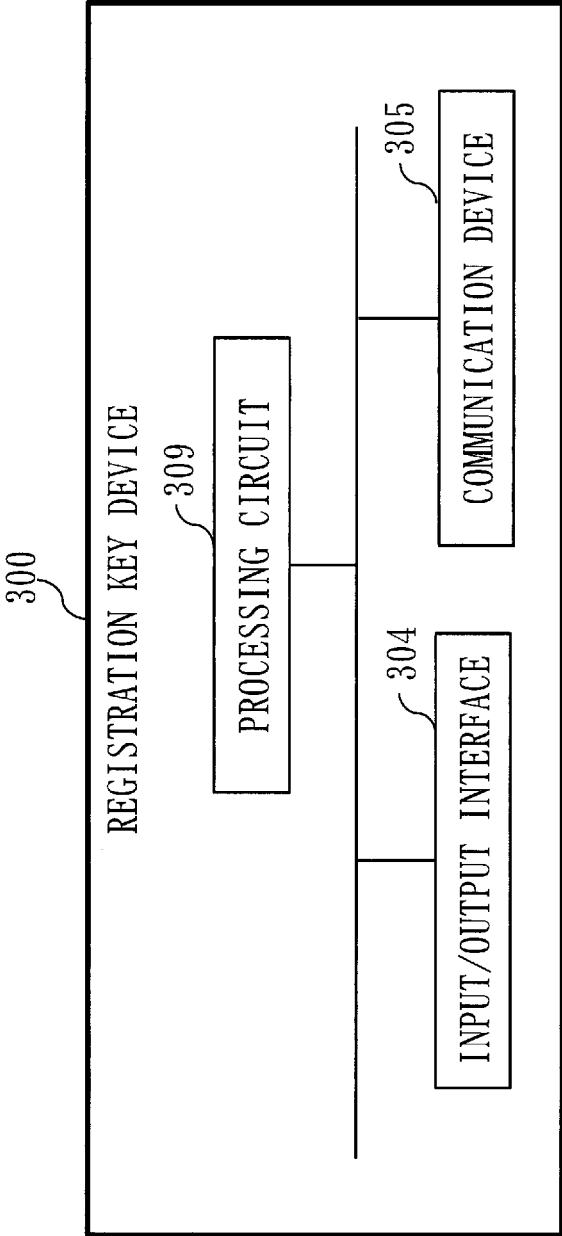 300
REGISTRATION KEY DEVICE
309
PROCESSING CIRCUIT
304
INPUT/OUTPUT INTERFACE
305
COMMUNICATION DEVICE